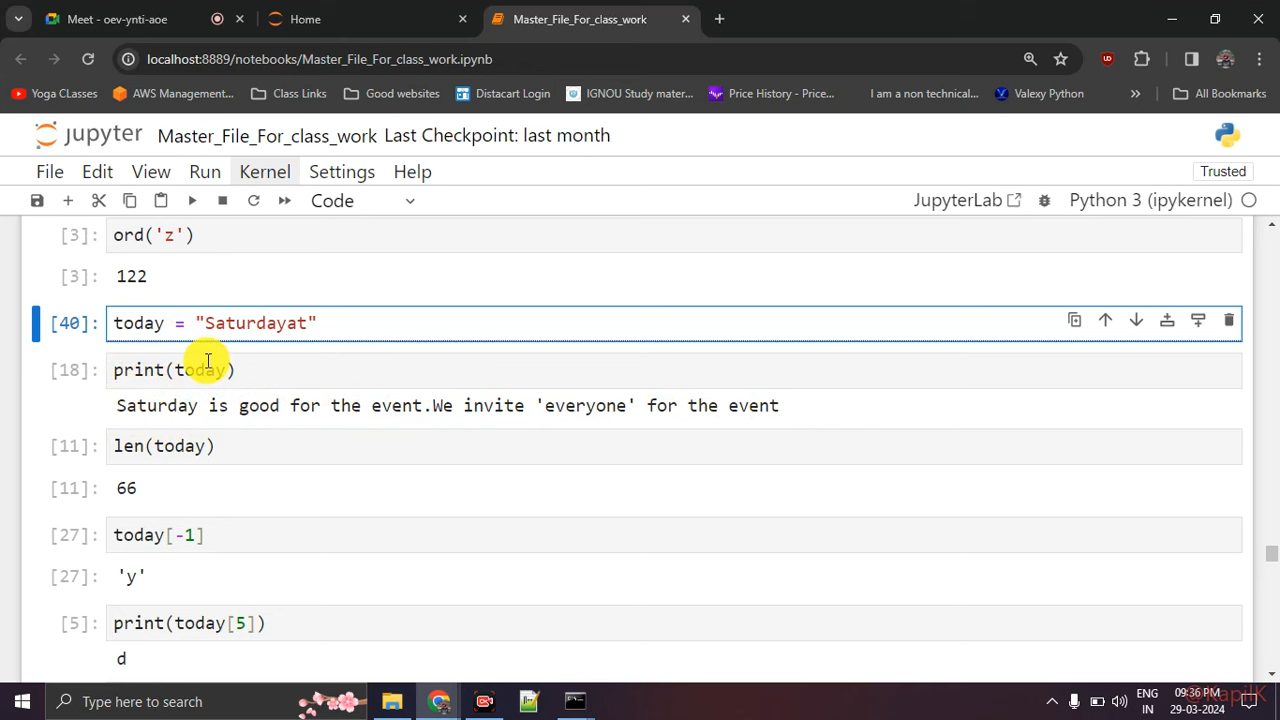 Meet - oev-ynti-aoe
Home
Master_File_For_class_work
localhost:8889/notebooks/Master_File_For_class_work.ipynb
Yoga CLasses
AWS Management...
Class Links
Good websites
Distacart Login
IGNOU Study mater...
Price History - Price...
I am a non technical...
Valexy Python
All Bookmarks
jupyter Master_File_For_class_work Last Checkpoint: last month
File Edit View Run Kernel Settings Help
Trusted
Code
JupyterLab
Python 3 (ipykernel)
[3]: ord('z')
[3]: 122
[40]: today = "Saturdayat"
[18]: print(today)
Saturday is good for the event.We invite 'everyone' for the event
[11]: len(today)
[11]: 66
[27]: today[-1]
[27]: 'y'
[5]: print(today[5])
d
Type here to search
ENG
IN
09:36 PM
29-03-2024
@KapilK